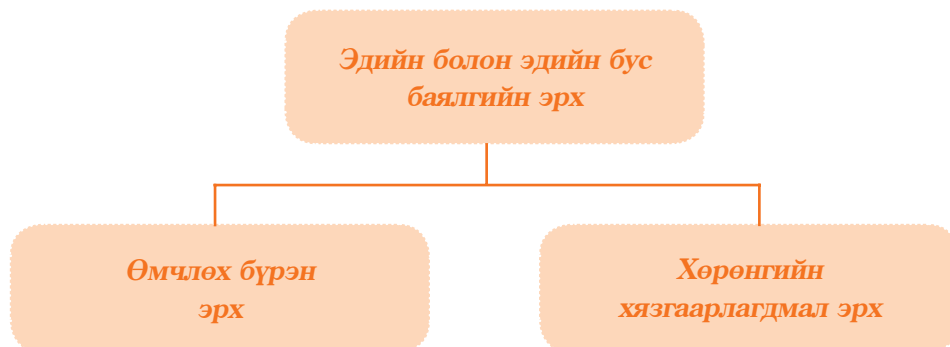 Эдийн болон эдийн бус
баялгийн эрх
Өмчлөх бүрэн
эрх
Хөрөнгийн
хязгаарлагдмал эрх